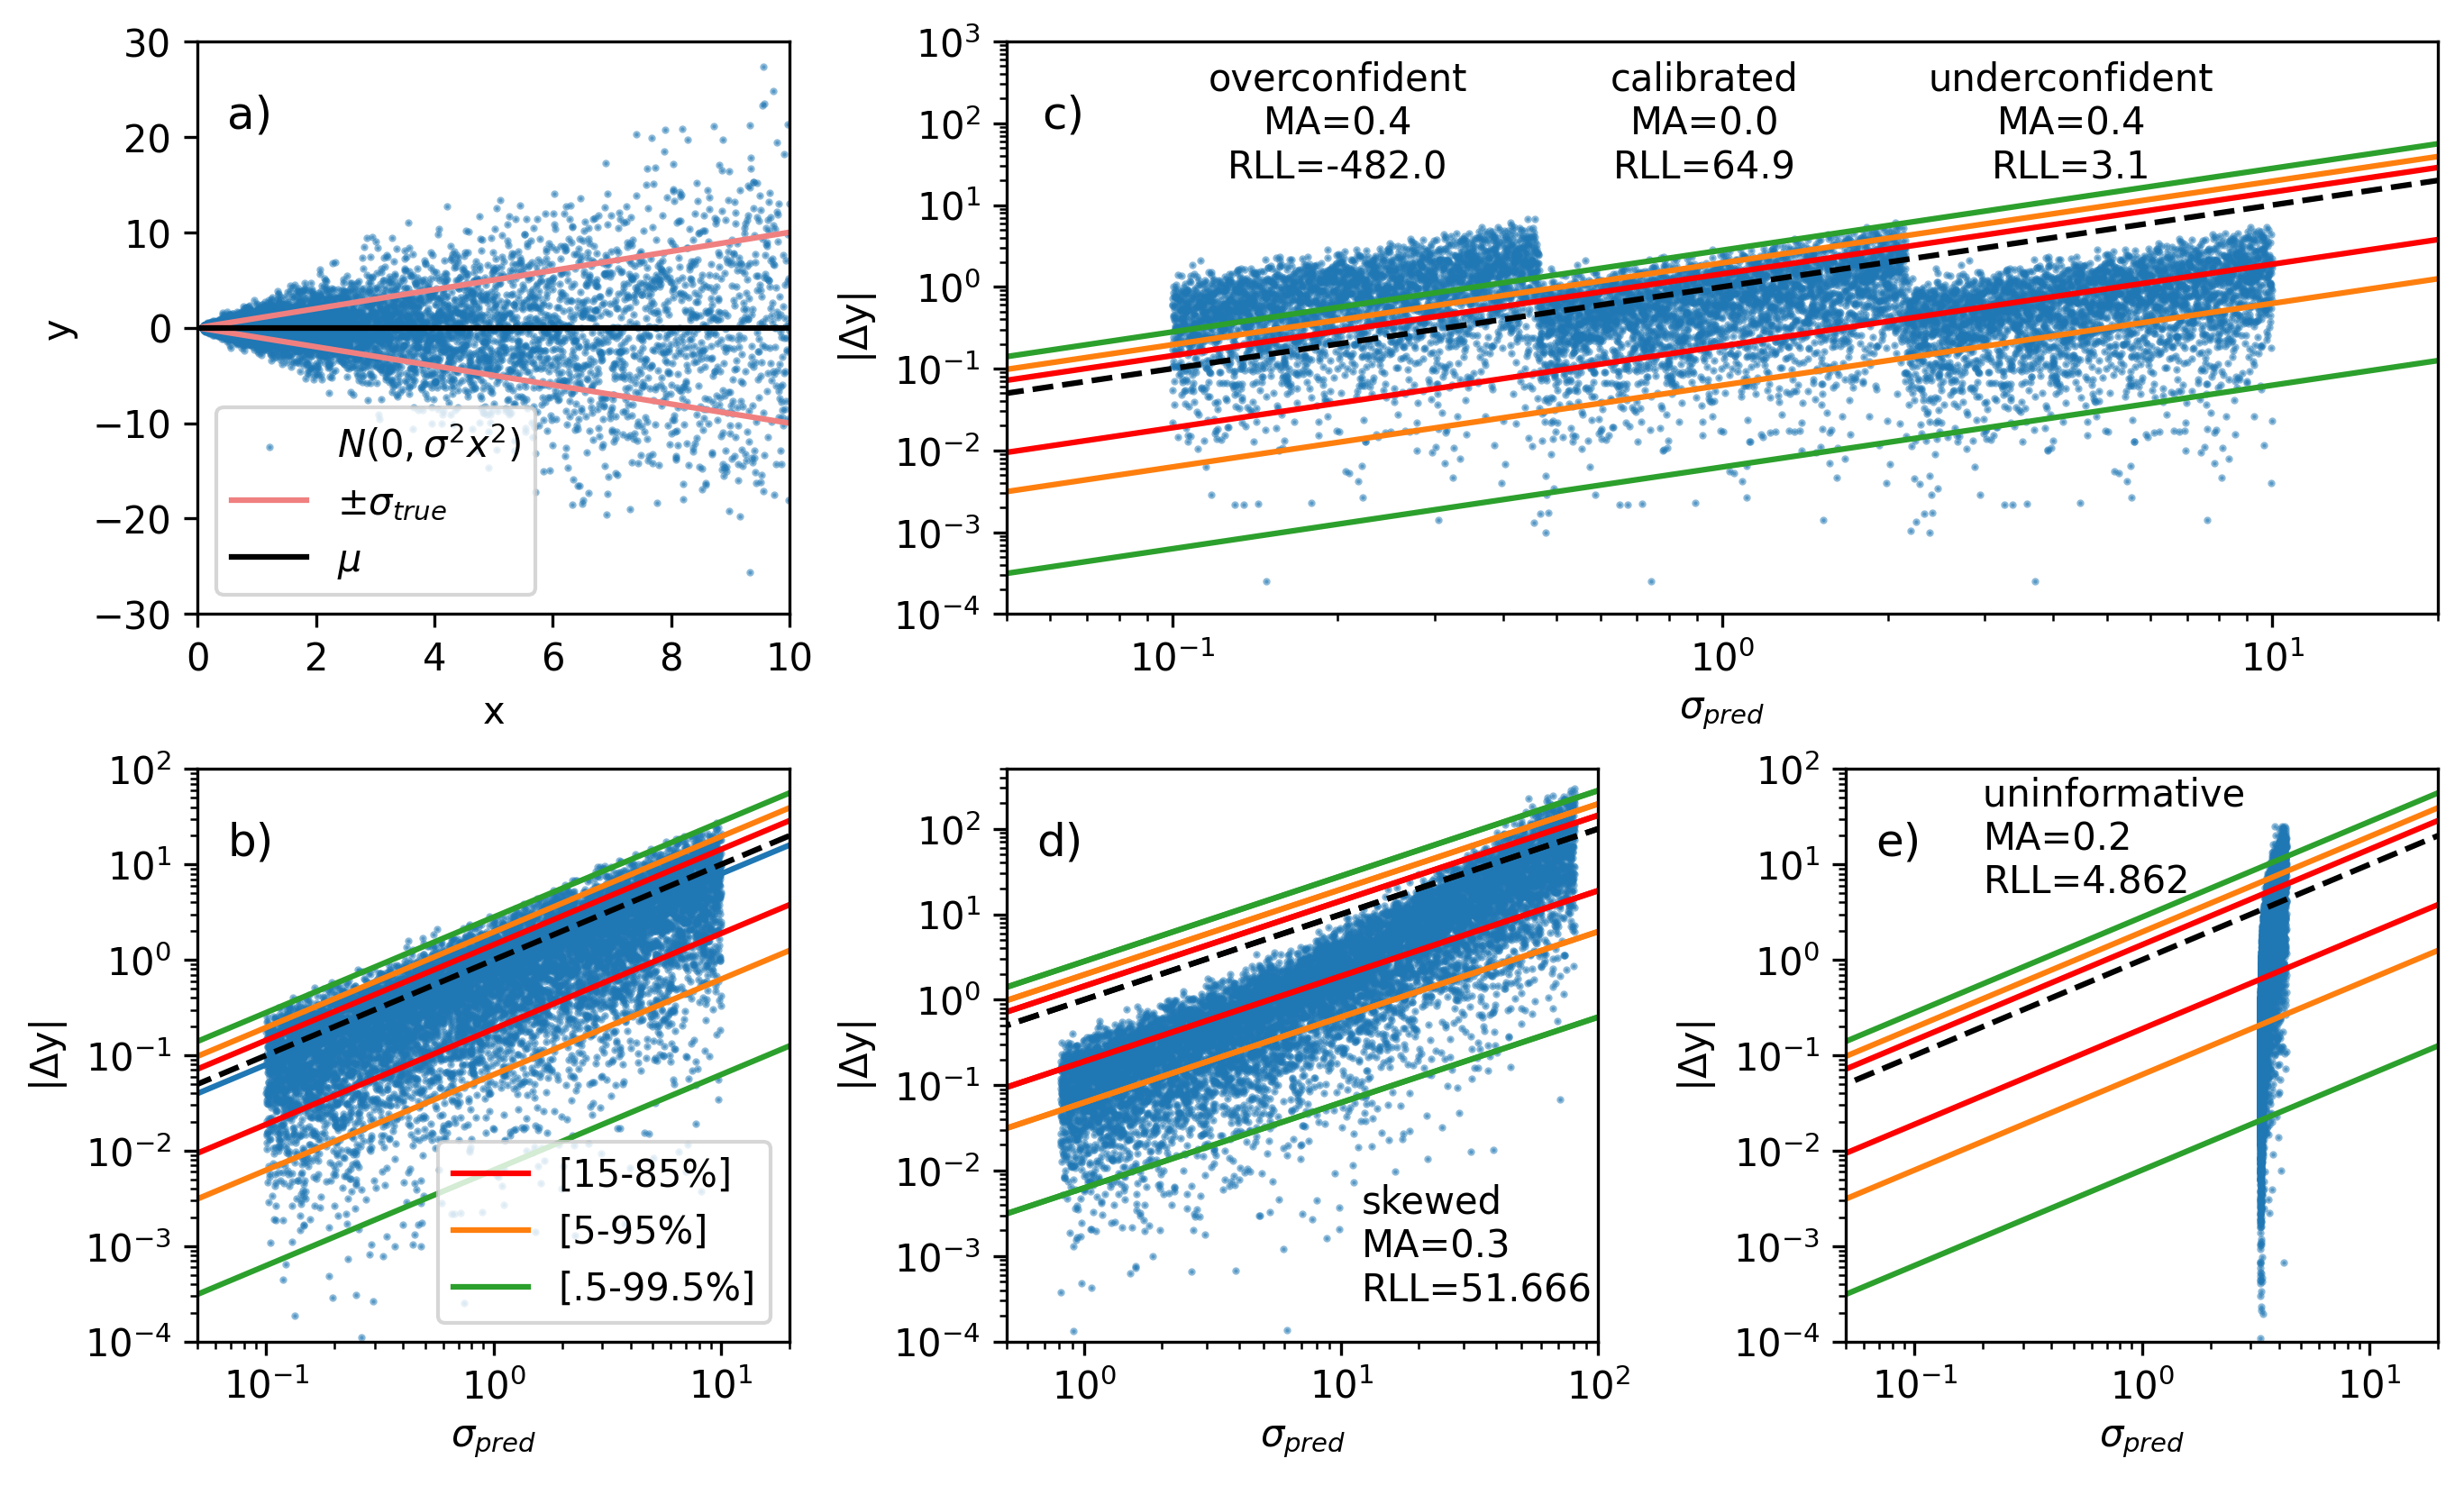 a)
30
20
10
0
−10
−20
−30
y
N(0, σ²x²)
±σ_true
μ
0 2 4 6 8 10
x
c)
overconfident
MA=0.4
RLL=-482.0
calibrated
MA=0.0
RLL=64.9
underconfident
MA=0.4
RLL=3.1
10³
10²
10¹
10⁰
10⁻¹
10⁻²
10⁻³
10⁻⁴
|Δy|
10⁻¹ 10⁰ 10¹
σ_pred
b)
10²
10¹
10⁰
10⁻¹
10⁻²
10⁻³
10⁻⁴
|Δy|
[15-85%]
[5-95%]
[.5-99.5%]
10⁻¹ 10⁰ 10¹
σ_pred
d)
10²
10¹
10⁰
10⁻¹
10⁻²
10⁻³
10⁻⁴
|Δy|
skewed
MA=0.3
RLL=51.666
10⁰ 10¹ 10²
σ_pred
e)
uninformative
MA=0.2
RLL=4.862
10²
10¹
10⁰
10⁻¹
10⁻²
10⁻³
10⁻⁴
|Δy|
10⁻¹ 10⁰ 10¹
σ_pred